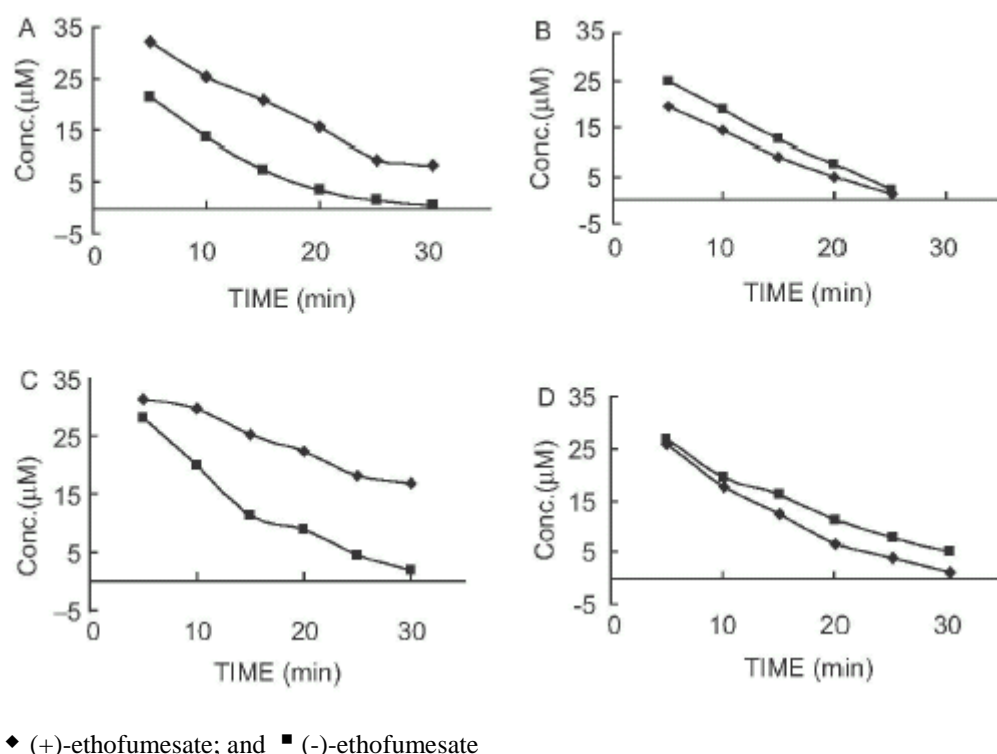 A
Conc.(μM)
35
25
15
5
–5
0 10 20 30
TIME (min)
B
Conc.(μM)
35
25
15
5
-5
0 10 20 30
TIME (min)
C
Conc.(μM)
35
25
15
5
–5
0 10 20 30
TIME (min)
D
Conc.(μM)
35
25
15
5
-5
0 10 20 30
TIME (min)
◆ (+)-ethofumesate; and ■ (-)-ethofumesate